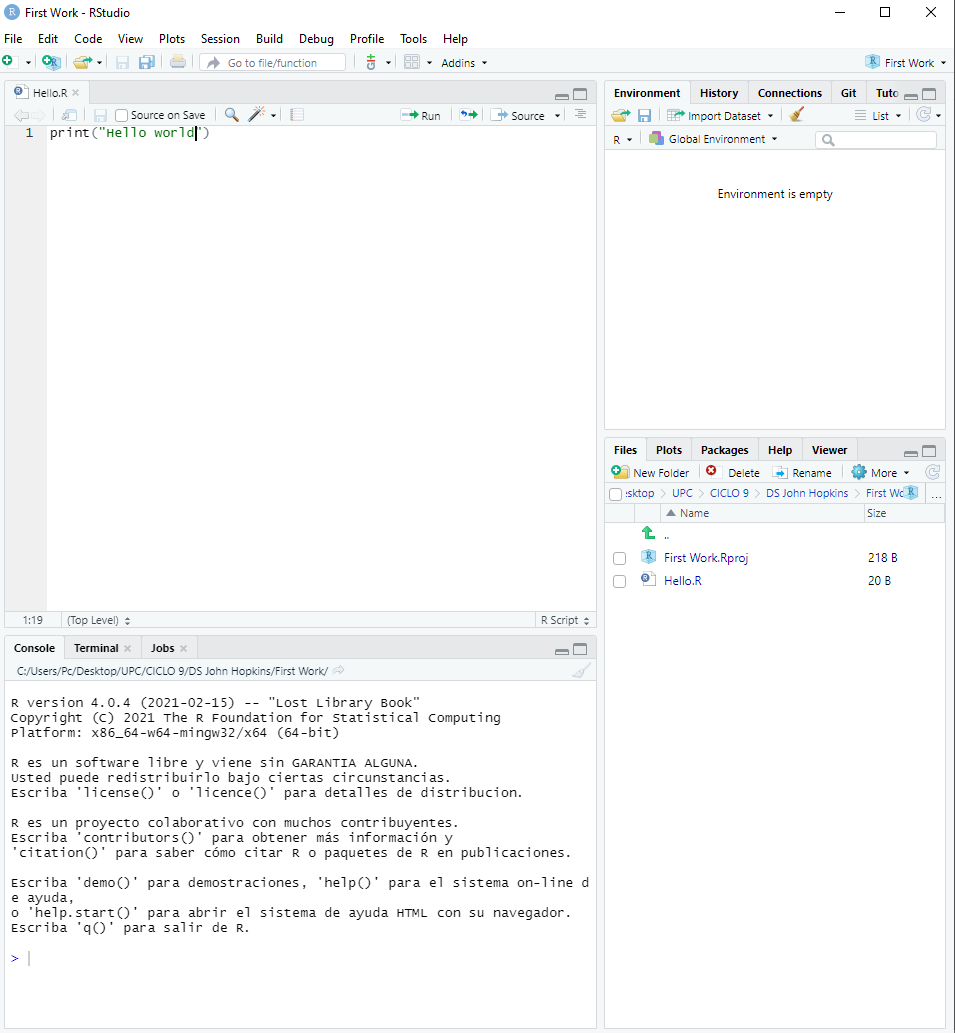 First Work - RStudio
File Edit Code View Plots Session Build Debug Profile Tools Help
Go to file/function Addins First Work
Hello.R
Source on Save Run Source
1 print("Hello world")
1:19 (Top Level) R Script
Console Terminal Jobs
C:/Users/Pc/Desktop/UPC/CICLO 9/DS John Hopkins/First Work/
R version 4.0.4 (2021-02-15) -- "Lost Library Book"
Copyright (C) 2021 The R Foundation for Statistical Computing
Platform: x86_64-w64-mingw32/x64 (64-bit)
R es un software libre y viene sin GARANTIA ALGUNA.
Usted puede redistribuirlo bajo ciertas circunstancias.
Escriba 'license()' o 'licence()' para detalles de distribucion.
R es un proyecto colaborativo con muchos contribuyentes.
Escriba 'contributors()' para obtener más información y
'citation()' para saber cómo citar R o paquetes de R en publicaciones.
Escriba 'demo()' para demostraciones, 'help()' para el sistema on-line d
e ayuda,
o 'help.start()' para abrir el sistema de ayuda HTML con su navegador.
Escriba 'q()' para salir de R.
>
Environment History Connections Git Tuto
Import Dataset List
R Global Environment
Environment is empty
Files Plots Packages Help Viewer
New Folder Delete Rename More
sktop UPC CICLO 9 DS John Hopkins First Wo ...
Name Size
..
First Work.Rproj 218 B
Hello.R 20 B